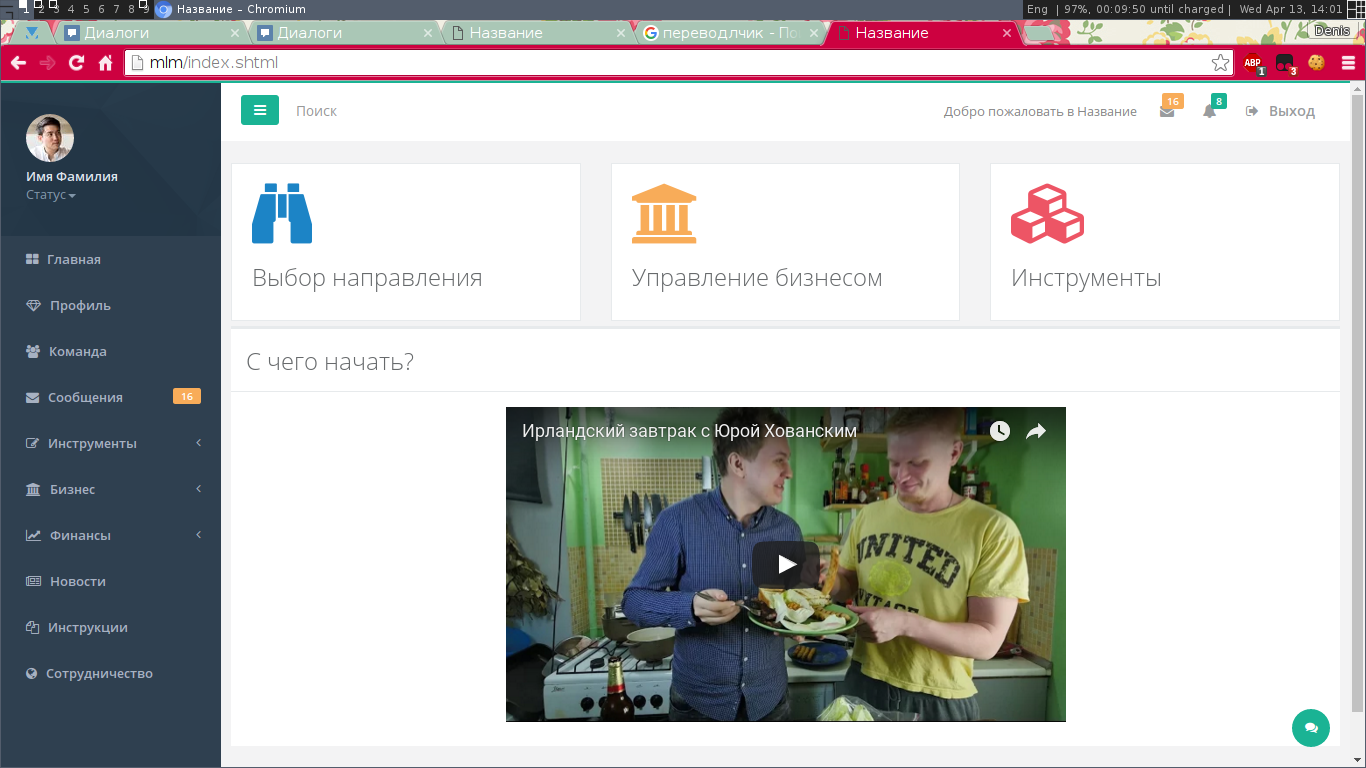 1 2 3 4 5 6 7 8 9 Название – Chromium
Eng | 97%, 00:09:50 until charged | Wed Apr 13, 14:01
Диалоги × Диалоги × Название × переводлчик - По × Название × Denis
mlm/index.shtml
ABP 1 3
Поиск
Добро пожаловать в Название 16 8 Выход
Имя Фамилия
Статус
Главная
Профиль
Команда
Сообщения 16
Инструменты
Бизнес
Финансы
Новости
Инструкции
Сотрудничество
Выбор направления
Управление бизнесом
Инструменты
С чего начать?
Ирландский завтрак с Юрой Хованским
UNITED